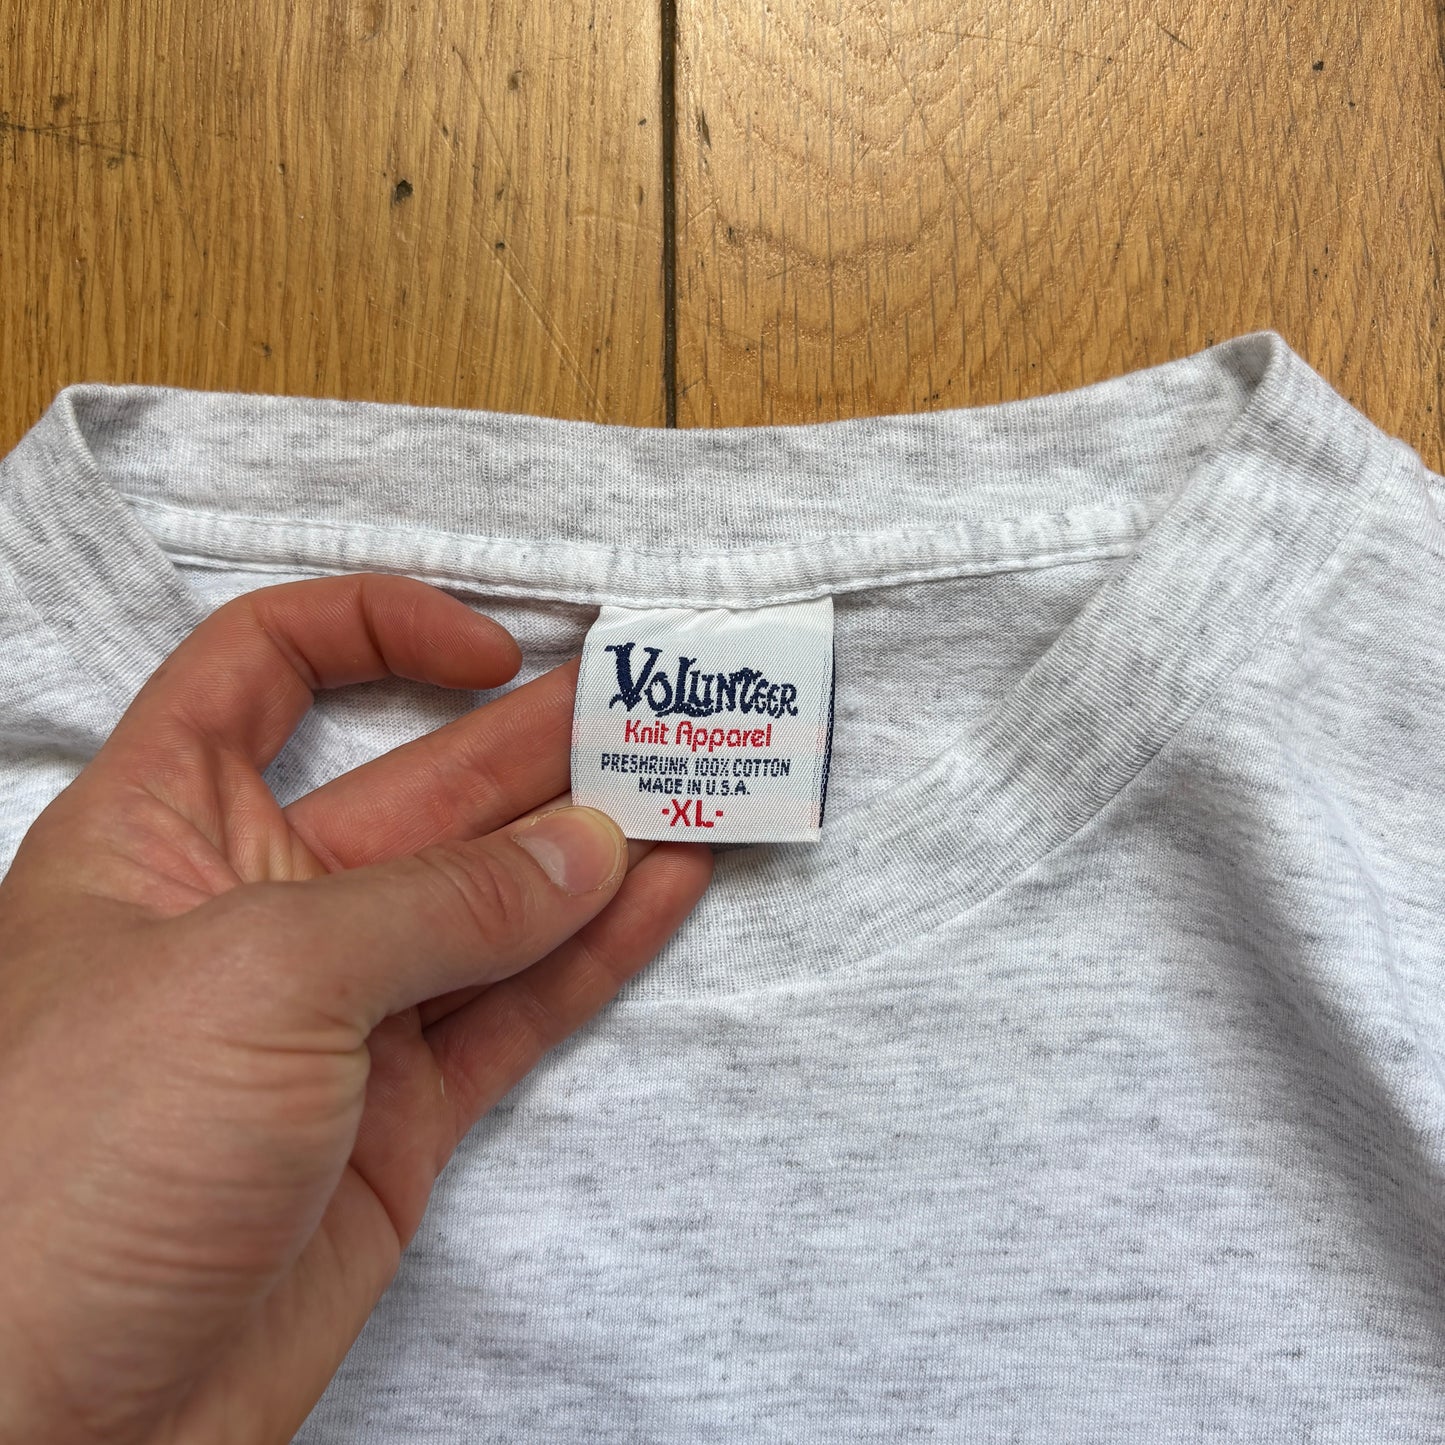 VOLUNTEER
Knit Apparel
PRESHRUNK 100% COTTON
MADE IN U.S.A.
·XL·